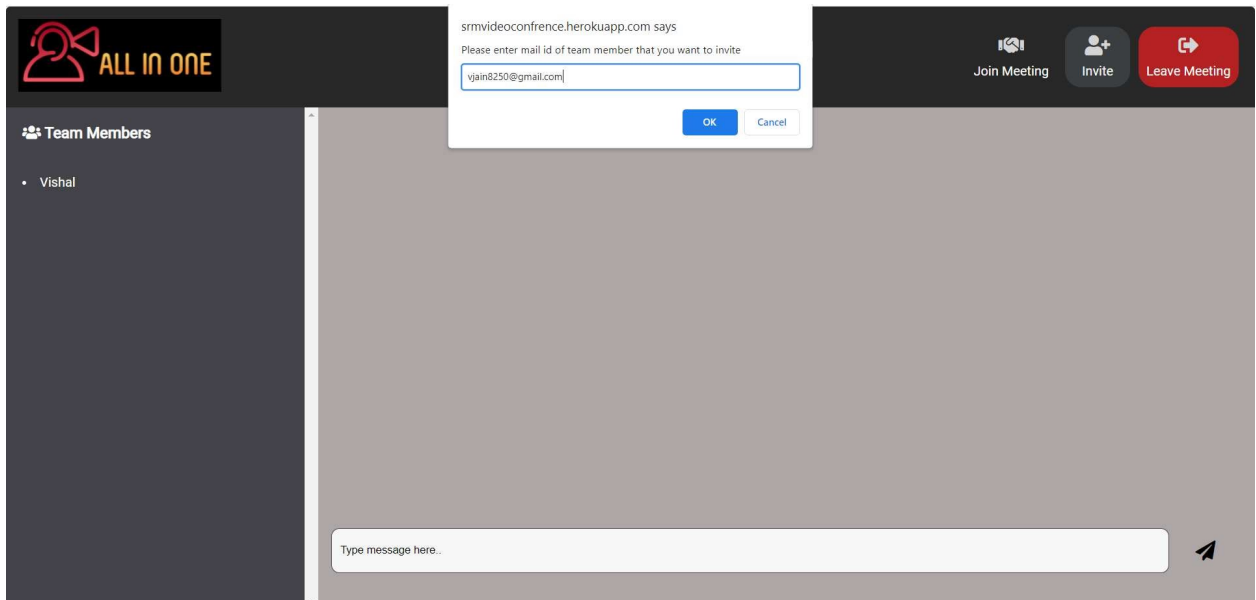 ALL IN ONE
srmvideoconfrence.herokuapp.com says
Please enter mail id of team member that you want to invite
vjain8250@gmail.com
OK Cancel
Join Meeting Invite Leave Meeting
Team Members
• Vishal
Type message here..